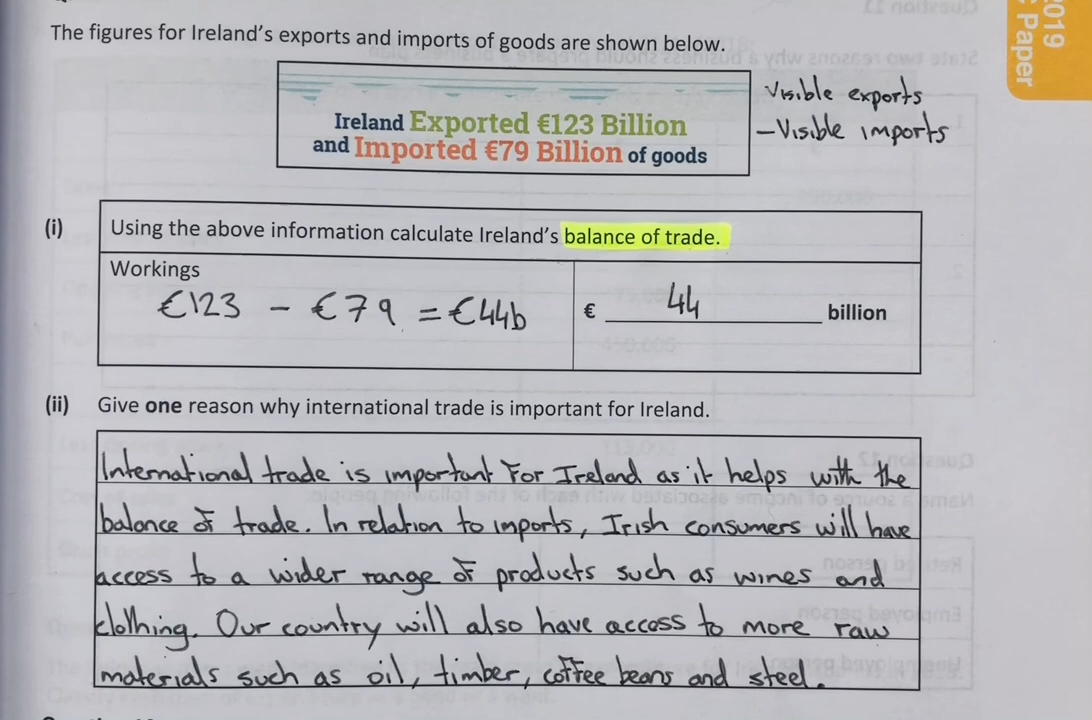 2019
c Paper
The figures for Ireland's exports and imports of goods are shown below.
Ireland Exported €123 Billion
and Imported €79 Billion of goods
Visible exports
– Visible imports
(i) Using the above information calculate Ireland's balance of trade.
Workings
€123 - €79 = €44b
€ 44 billion
(ii) Give one reason why international trade is important for Ireland.
International trade is important for Ireland as it helps with the
balance of trade. In relation to imports, Irish consumers will have
access to a wider range of products such as wines and
clothing. Our country will also have access to more raw
materials such as oil, timber, coffee beans and steel.